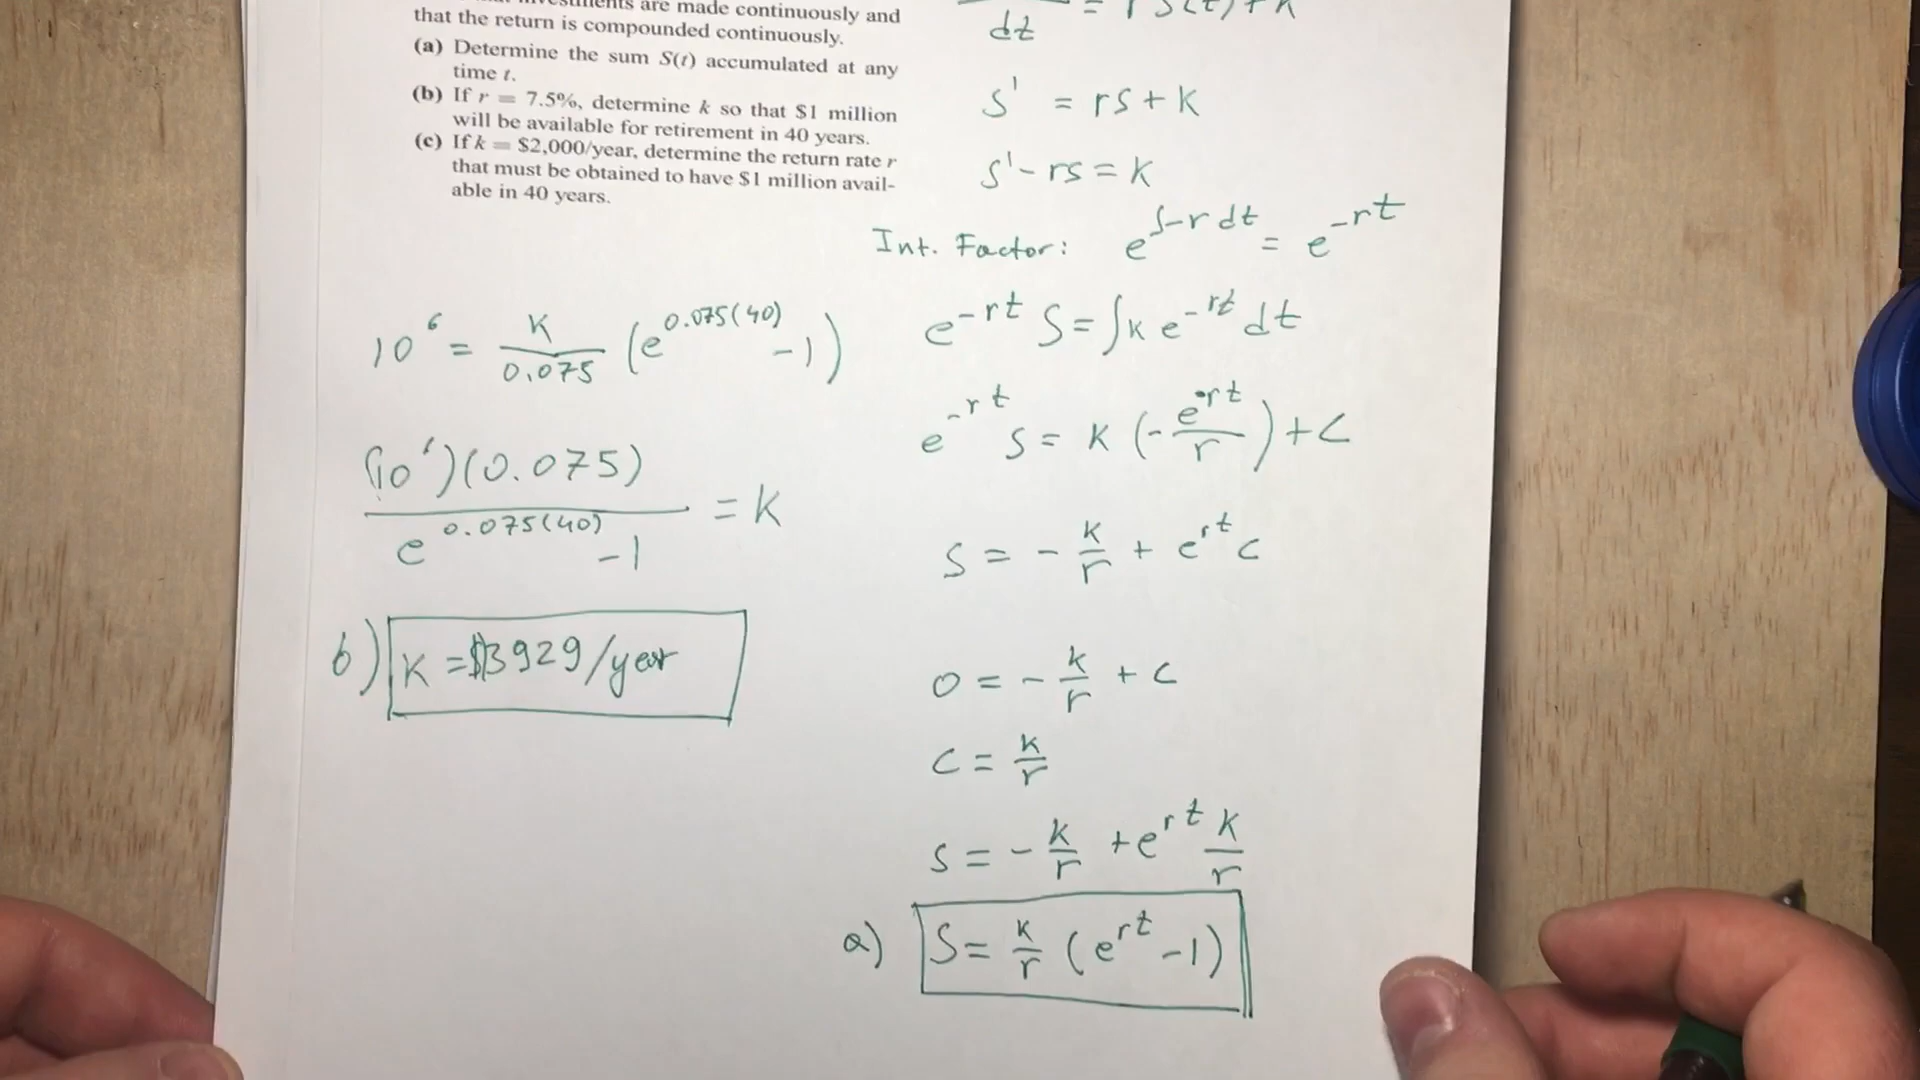 are made continuously and
that the return is compounded continuously.
(a) Determine the sum S(t) accumulated at any
time t.
(b) If r = 7.5%, determine k so that $1 million
will be available for retirement in 40 years.
(c) If k = $2,000/year, determine the return rate r
that must be obtained to have $1 million avail-
able in 40 years.
10^6 = K/0.075 (e^0.075(40) -1)
(10^6)(0.075)/(e^0.075(40) -1) = K
b) K = $3929/year
dt = r S(t) + K
S' = rS + K
S' - rS = K
Int. Factor: e^∫-r dt = e^-rt
e^-rt S = ∫K e^-rt dt
e^-rt S = K (- e^-rt/r) + C
S = - K/r + e^rt C
0 = - K/r + C
C = K/r
S = - K/r + e^rt K/r
a) S = K/r (e^rt -1)